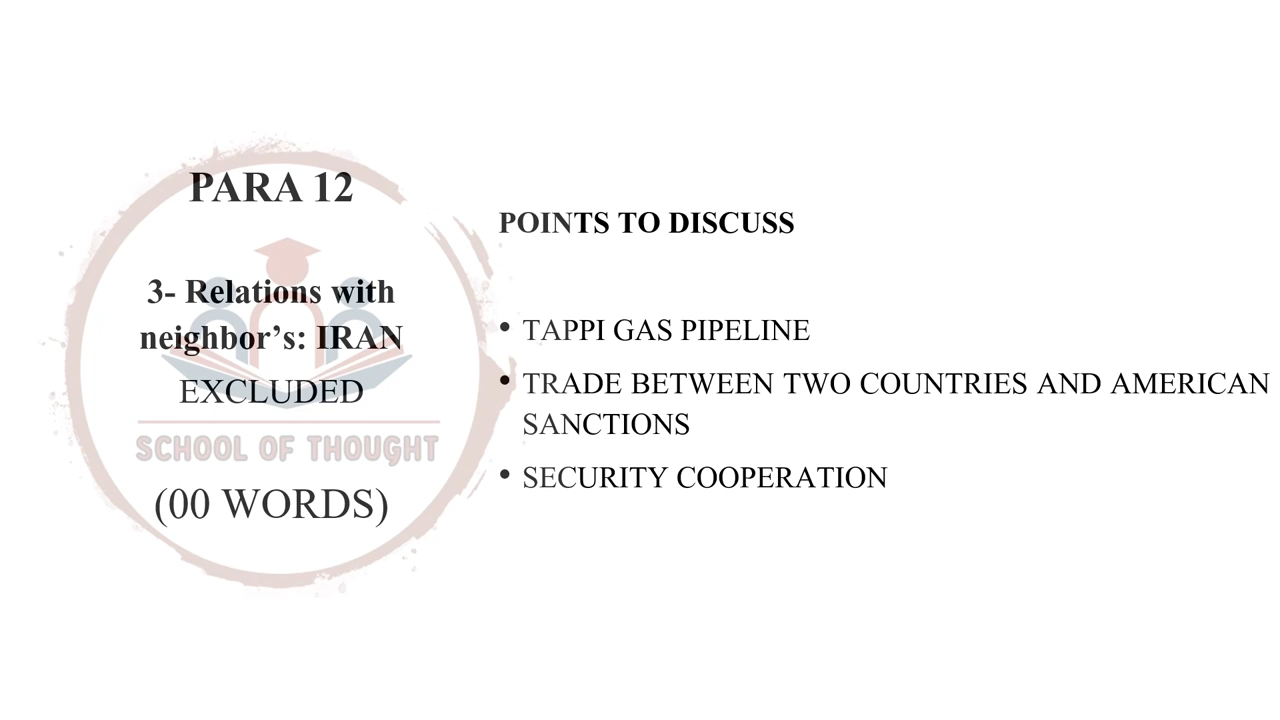 PARA 12
3- Relations with
neighbor’s: IRAN
EXCLUDED
SCHOOL OF THOUGHT
(00 WORDS)
POINTS TO DISCUSS
• TAPPI GAS PIPELINE
• TRADE BETWEEN TWO COUNTRIES AND AMERICAN
SANCTIONS
• SECURITY COOPERATION